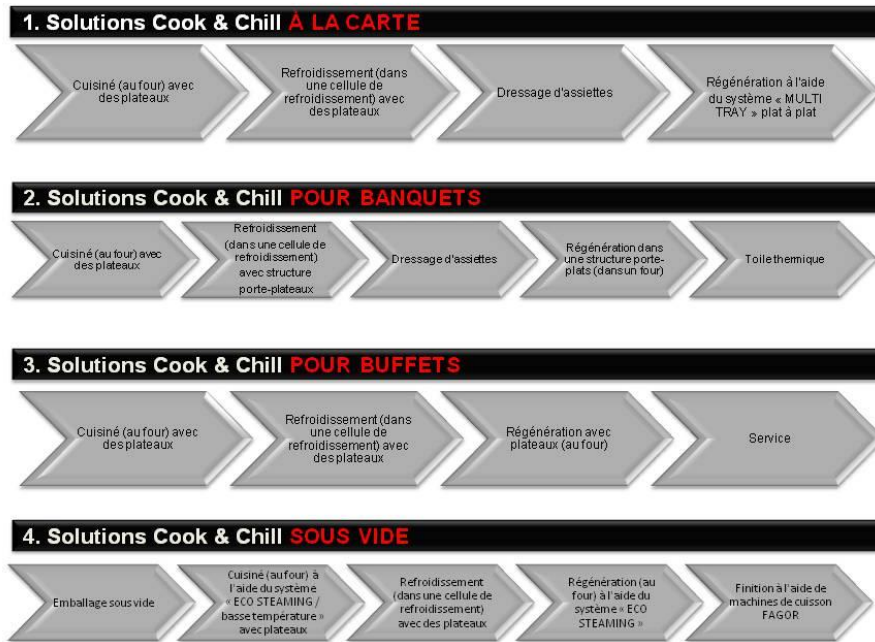 1. Solutions Cook & Chill À LA CARTE
Cuisiné (au four) avec
des plateaux
Refroidissement (dans
une cellule de
refroidissement) avec
des plateaux
Dressage d'assiettes
Régénération à l'aide
du système « MULTI
TRAY » plat à plat
2. Solutions Cook & Chill POUR BANQUETS
Cuisiné (au four) avec
des plateaux
Refroidissement
(dans une cellule de
refroidissement)
avec structure
porte-plateaux
Dressage d'assiettes
Régénération dans
une structure porte-
plats (dans un four)
Toile thermique
3. Solutions Cook & Chill POUR BUFFETS
Cuisiné (au four) avec
des plateaux
Refroidissement (dans
une cellule de
refroidissement) avec
des plateaux
Régénération avec
plateaux (au four)
Service
4. Solutions Cook & Chill SOUS VIDE
Emballage sous vide
Cuisiné (au four) à
l'aide du système
« ECO STEAMING /
basse température »
avec plateaux
Refroidissement
(dans une cellule de
refroidissement)
avec des plateaux
Régénération (au
four) à l'aide du
système « ECO
STEAMING »
Finition à l'aide de
machines de cuisson
FAGOR